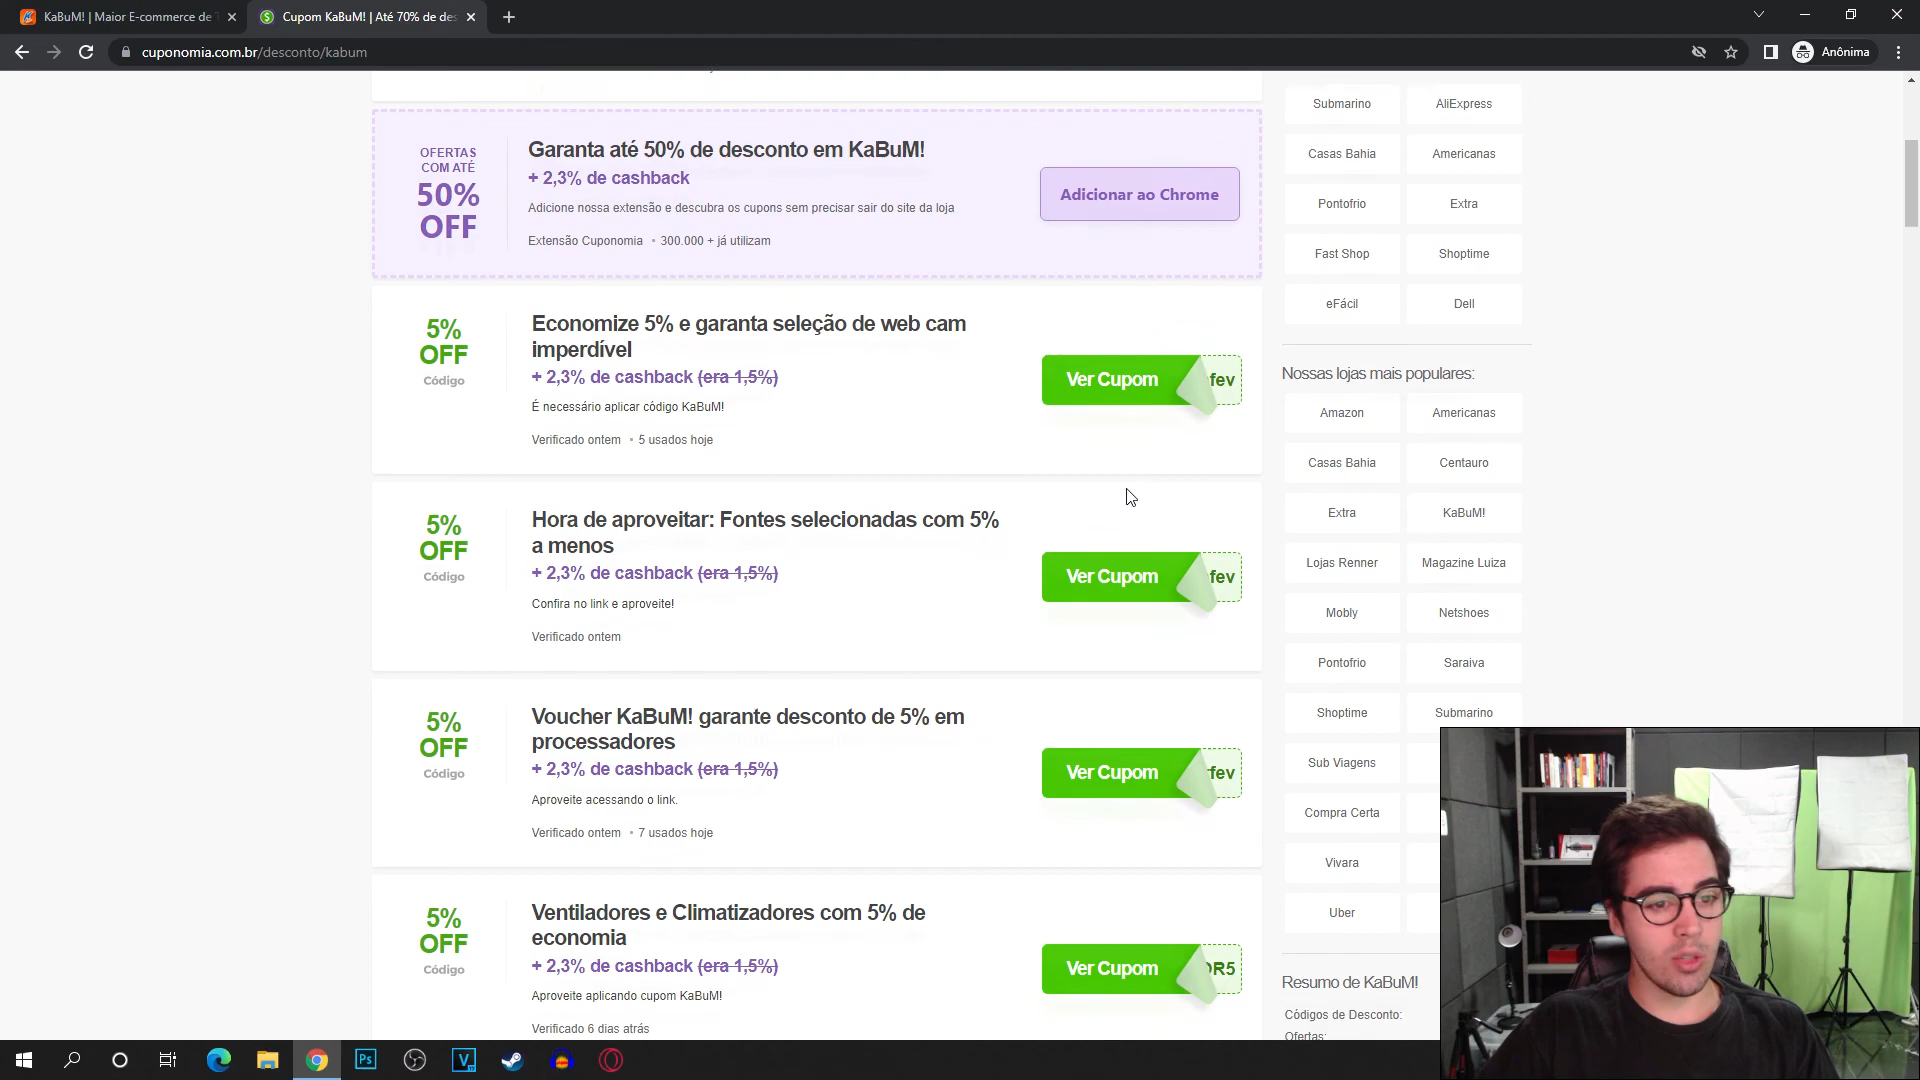 KaBuM! | Maior E-commerce de T
Cupom KaBuM! | Até 70% de des
cuponomia.com.br/desconto/kabum
Anônima
OFERTAS
COM ATÉ
50%
OFF
Garanta até 50% de desconto em KaBuM!
+ 2,3% de cashback
Adicione nossa extensão e descubra os cupons sem precisar sair do site da loja
Extensão Cuponomia • 300.000 + já utilizam
Adicionar ao Chrome
5%
OFF
Código
Economize 5% e garanta seleção de web cam
imperdível
+ 2,3% de cashback (era 1,5%)
É necessário aplicar código KaBuM!
Verificado ontem • 5 usados hoje
Ver Cupom
fev
5%
OFF
Código
Hora de aproveitar: Fontes selecionadas com 5%
a menos
+ 2,3% de cashback (era 1,5%)
Confira no link e aproveite!
Verificado ontem
Ver Cupom
fev
5%
OFF
Código
Voucher KaBuM! garante desconto de 5% em
processadores
+ 2,3% de cashback (era 1,5%)
Aproveite acessando o link.
Verificado ontem • 7 usados hoje
Ver Cupom
fev
5%
OFF
Código
Ventiladores e Climatizadores com 5% de
economia
+ 2,3% de cashback (era 1,5%)
Aproveite aplicando cupom KaBuM!
Verificado 6 dias atrás
Ver Cupom
R5
Submarino AliExpress
Casas Bahia Americanas
Pontofrio Extra
Fast Shop Shoptime
eFácil Dell
Nossas lojas mais populares:
Amazon Americanas
Casas Bahia Centauro
Extra KaBuM!
Lojas Renner Magazine Luiza
Mobly Netshoes
Pontofrio Saraiva
Shoptime Submarino
Sub Viagens
Compra Certa
Vivara
Uber
Resumo de KaBuM!
Códigos de Desconto:
Ofertas:
Ps
V